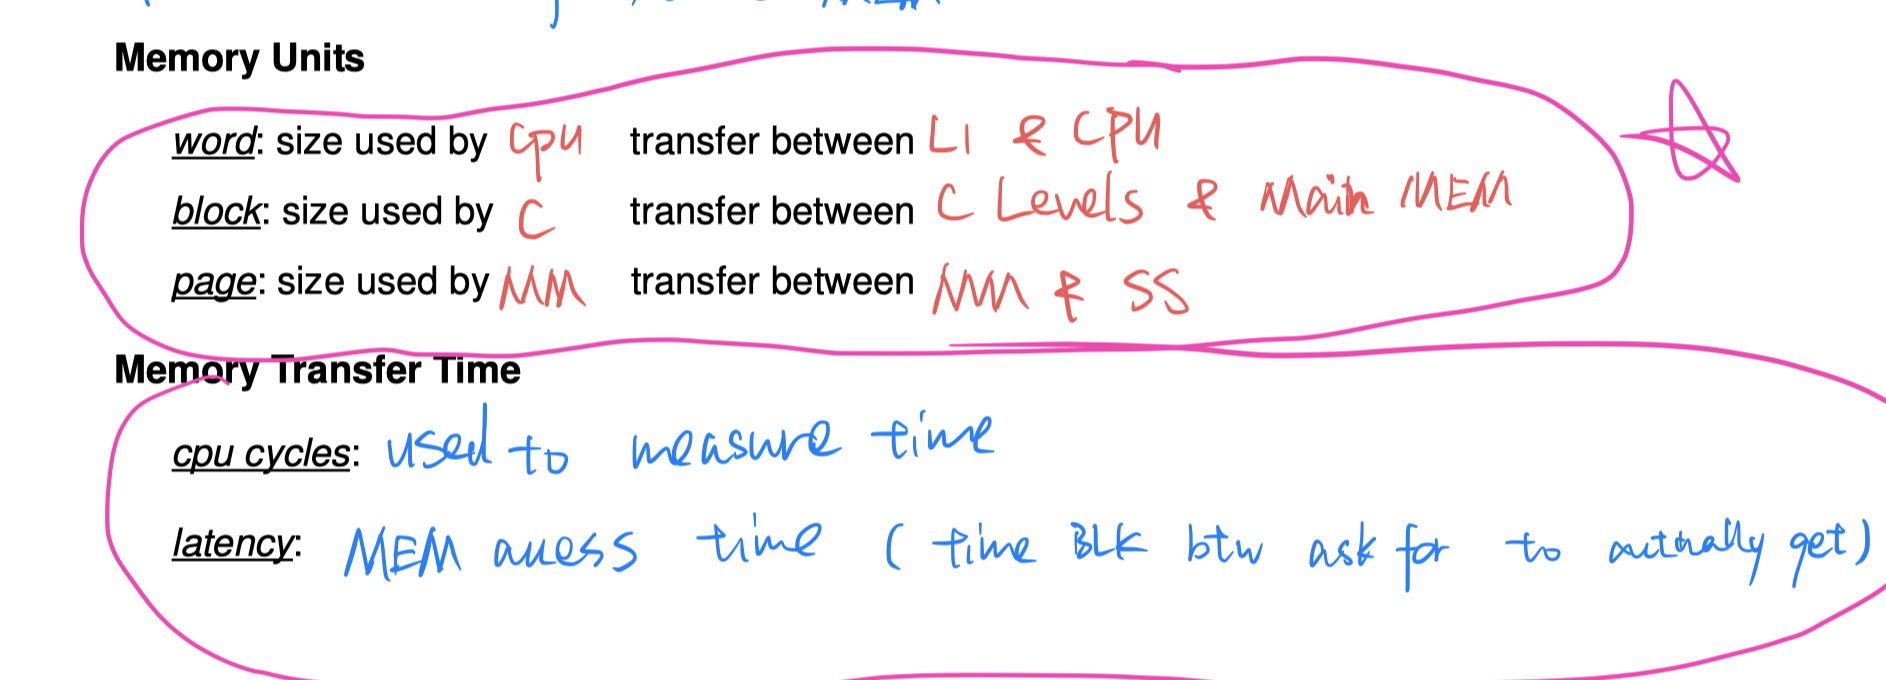 Memory Units
word: size used by CPU transfer between L1 & CPU
block: size used by C transfer between C Levels & Main MEM
page: size used by MM transfer between MM & SS
Memory Transfer Time
cpu cycles: used to measure time
latency: MEM access time ( time BLK btw ask for to actually get )